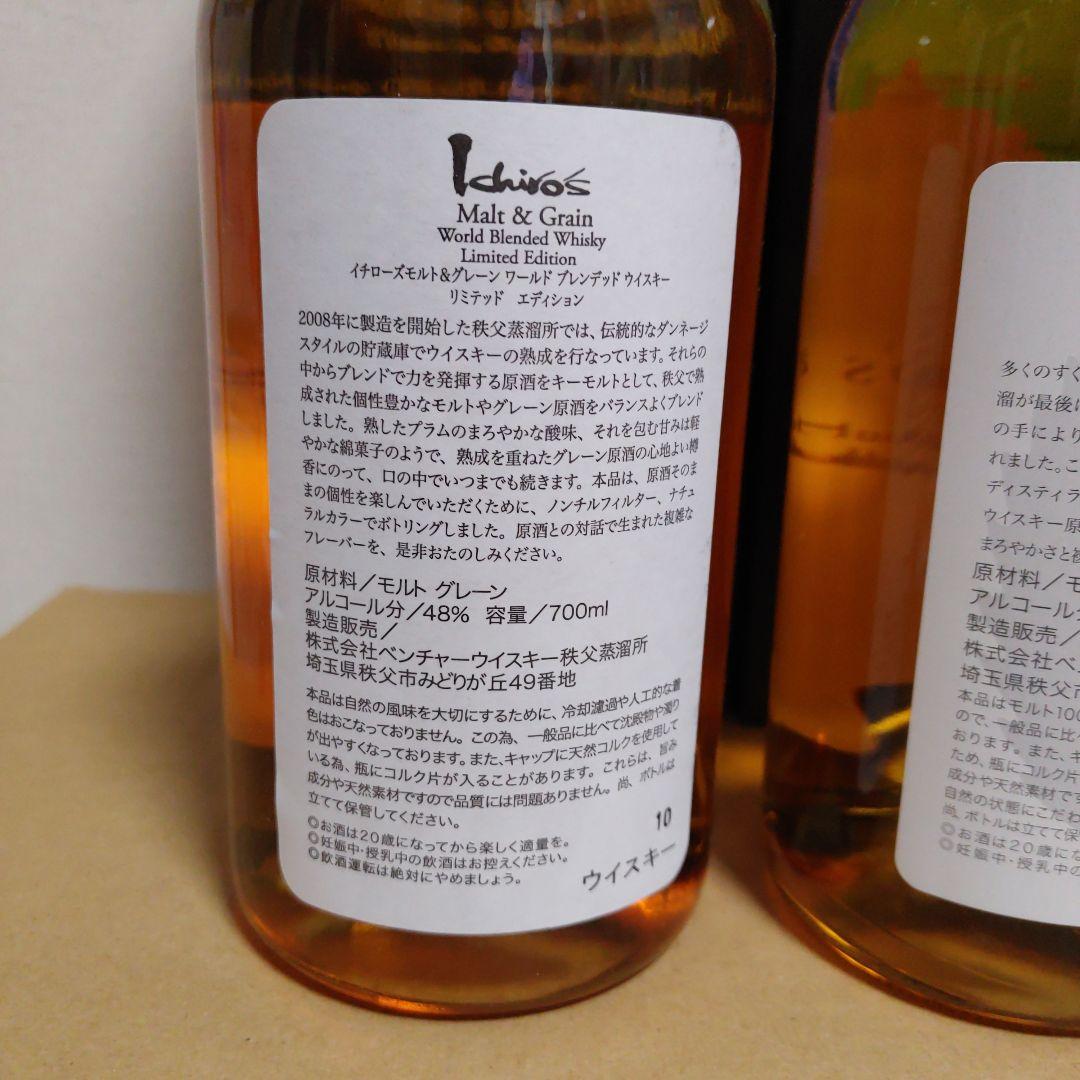 Ichiro's
Malt & Grain
World Blended Whisky
Limited Edition
イチローズモルト&グレーン ワールド ブレンデッド ウイスキー
リミテッド エディション
2008年に製造を開始した秩父蒸溜所では、伝統的なダンネージ
スタイルの貯蔵庫でウイスキーの熟成を行なっています。それらの
中からブレンドで力を発揮する原酒をキーモルトとして、秩父で熟
成された個性豊かなモルトやグレーン原酒をバランスよくブレンド
しました。熟したプラムのまろやかな酸味、それを包む甘みは軽
やかな綿菓子のようで、熟成を重ねたグレーン原酒の心地よい樽
香にのって、口の中でいつまでも続きます。本品は、原酒そのま
まの個性を楽しんでいただくために、ノンチルフィルター、ナチュ
ラルカラーでボトリングしました。原酒との対話で生まれた複雑な
フレーバーを、是非おたのしみください。
原材料/モルト グレーン
アルコール分/48% 容量/700ml
製造販売/
株式会社ベンチャーウイスキー秩父蒸溜所
埼玉県秩父市みどりが丘49番地
本品は自然の風味を大切にするために、冷却濾過や人工的な着
色はおこなっておりません。この為、一般品に比べて沈殿物や濁り
が出やすくなっております。また、キャップに天然コルクを使用して
いる為、瓶にコルク片が入ることがあります。これらは、旨み
成分や天然素材ですので品質には問題ありません。尚、ボトルは
立てて保管してください。
◎お酒は20歳になってから楽しく適量を。
◎妊娠中・授乳中の飲酒はお控えください。
◎飲酒運転は絶対にやめましょう。
10
ウイスキー
多くのすぐ
溜が最後に
の手により
れました。こ
ディスティラ
ウイスキー原
まろやかさと複
原材料/モ
アルコール分
製造販売/
株式会社ベン
埼玉県秩父
本品はモルト100
ので、一般品に比べ
おります。また、キ
ため、瓶にコルク片
成分や天然素材です
自然の状態にこだわ
尚、ボトルは立てて保
◎お酒は20歳にな
◎妊娠中・授乳中の